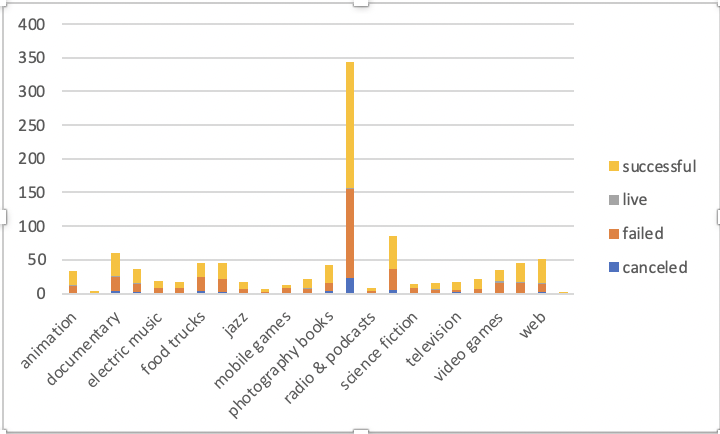 400
350
300
250
200
150
100
50
0
animation
documentary
electric music
food trucks
jazz
mobile games
photography books
radio & podcasts
science fiction
television
video games
web
successful
live
failed
canceled